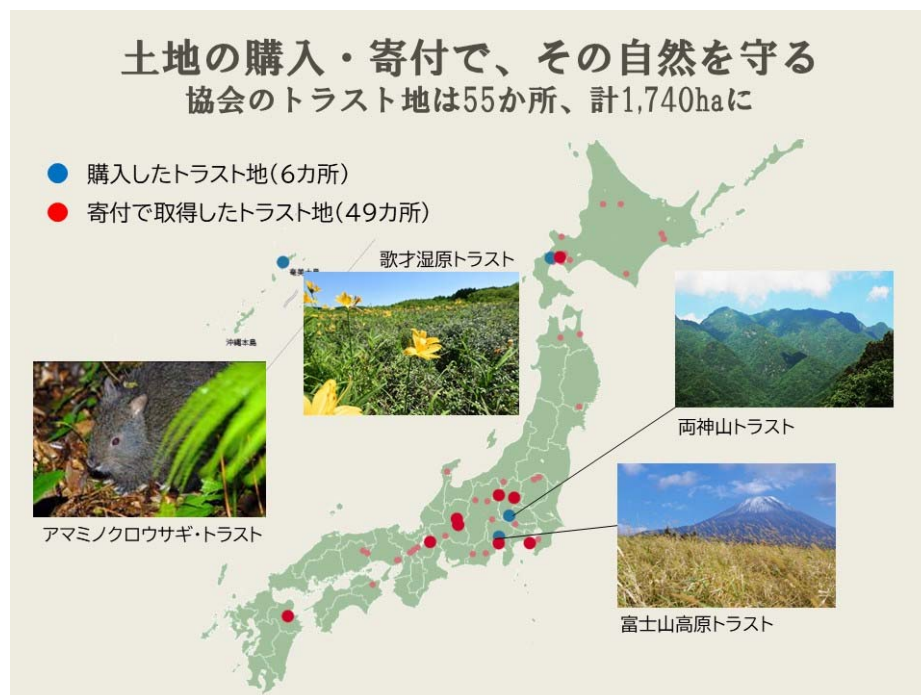 土地の購入・寄付で、その自然を守る
協会のトラスト地は55か所、計1,740haに
購入したトラスト地(6カ所)
寄付で取得したトラスト地(49カ所)
歌才湿原トラスト
沖縄本島
両神山トラスト
アマミノクロウサギ・トラスト
富士山高原トラスト